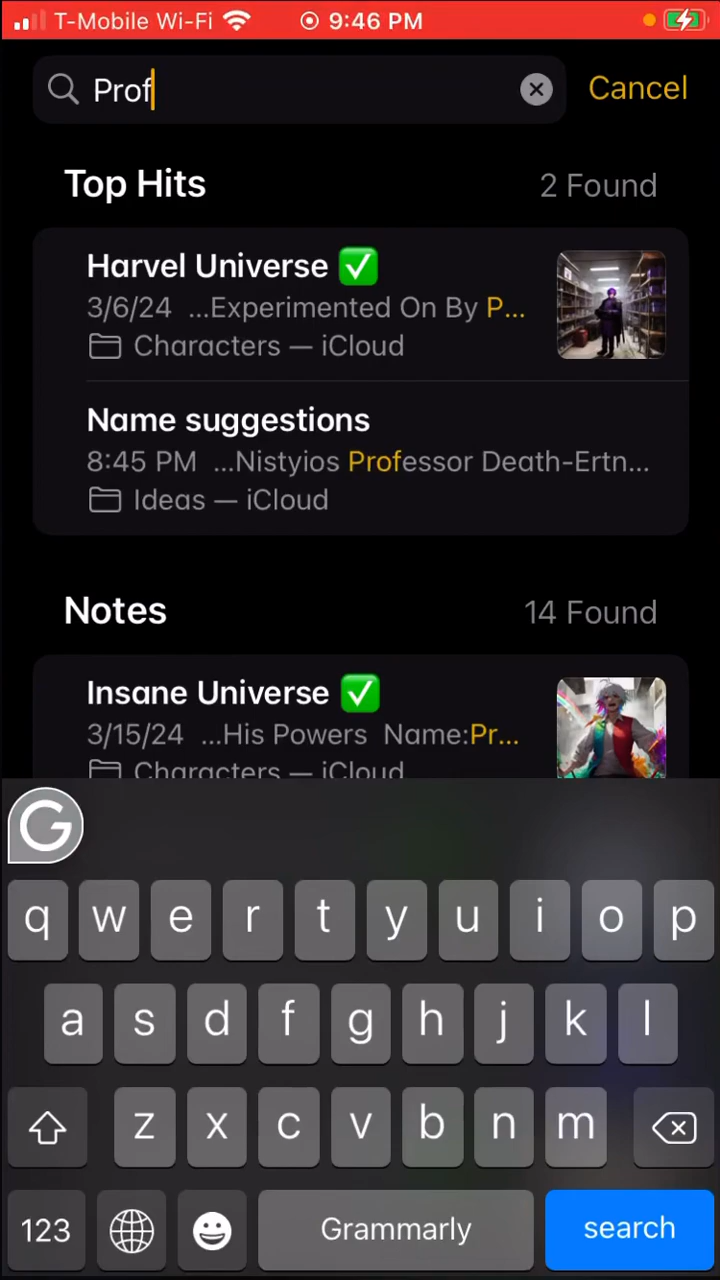 T-Mobile Wi-Fi 9:46 PM
Prof Cancel
Top Hits 2 Found
Harvel Universe ✅
3/6/24 ...Experimented On By P...
Characters — iCloud
Name suggestions
8:45 PM ...Nistyios Professor Death-Ertn...
Ideas — iCloud
Notes 14 Found
Insane Universe ✅
3/15/24 ...His Powers Name:Pr...
Characters — iCloud
G
q w e r t y u i o p
a s d f g h j k l
z x c v b n m
123 Grammarly search